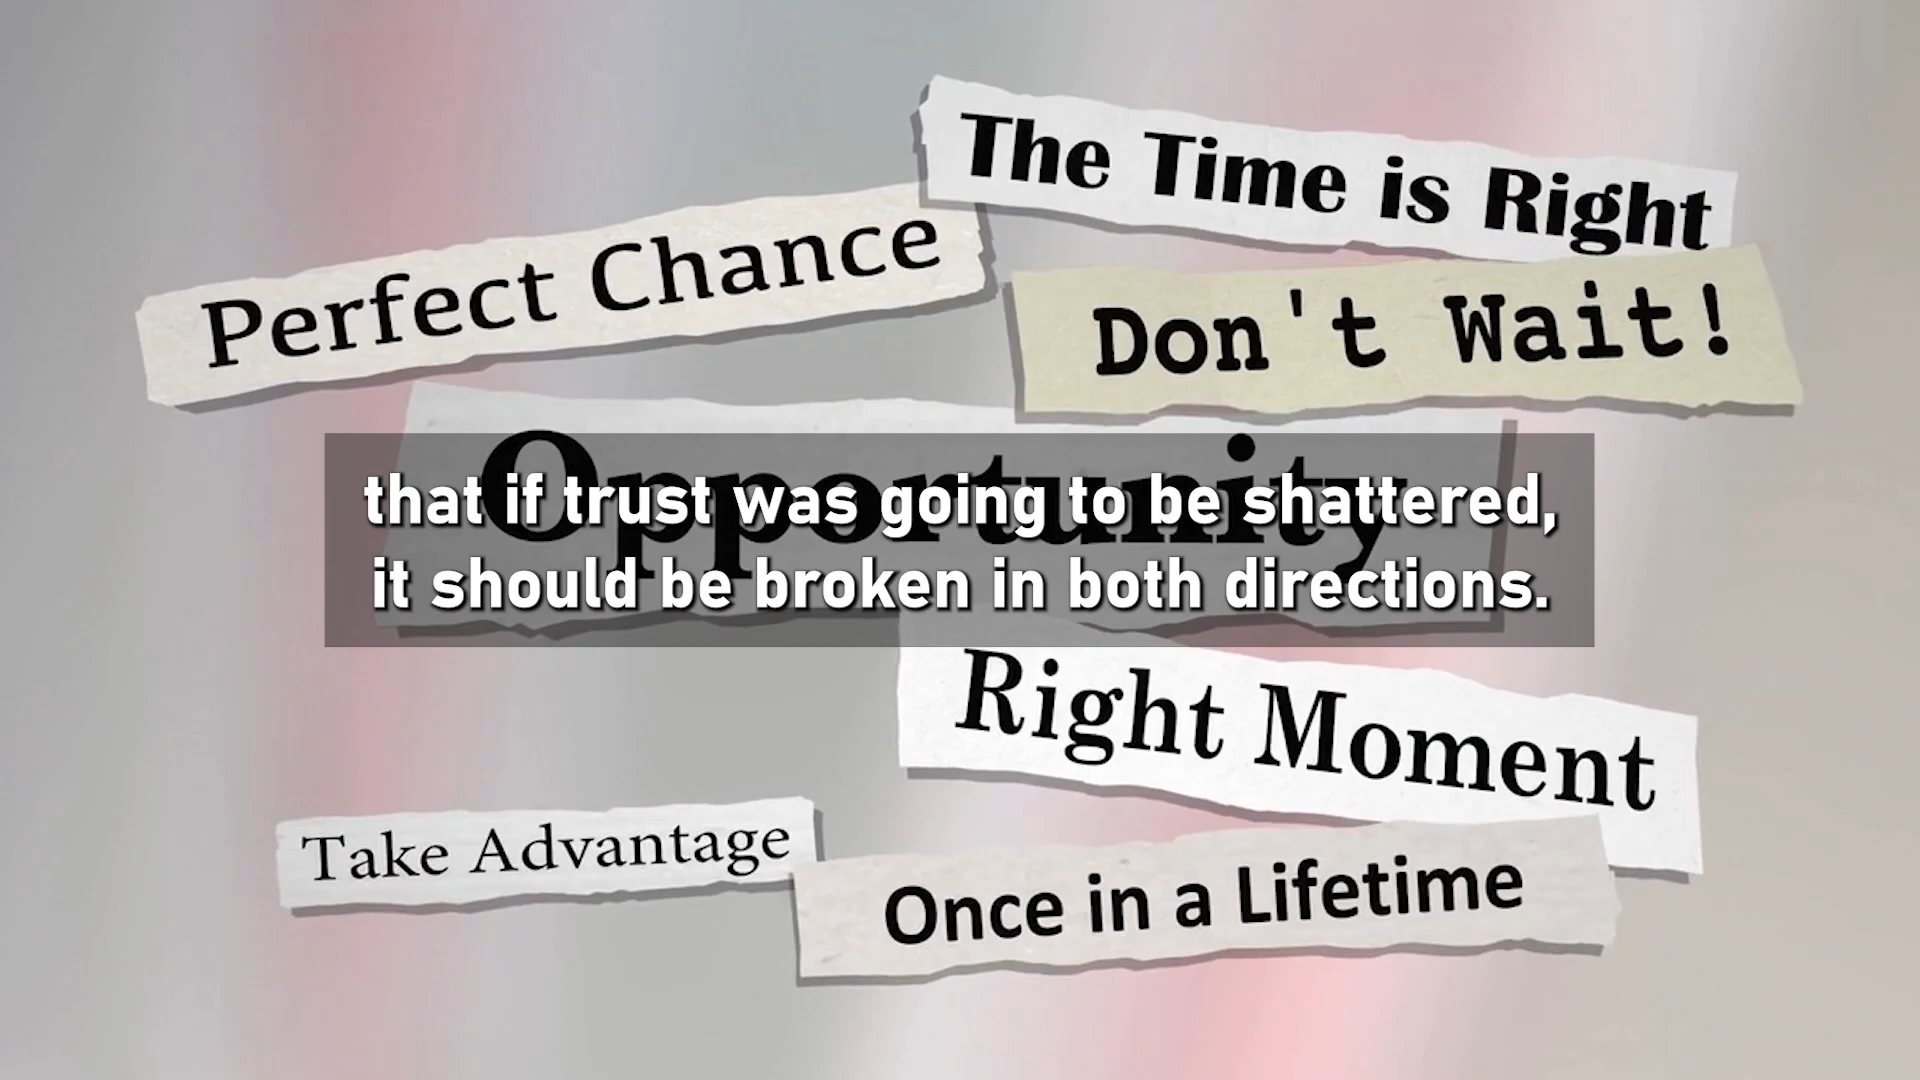 The Time is Right
Perfect Chance
Don't Wait!
Opportunity
that if trust was going to be shattered,
it should be broken in both directions.
Right Moment
Take Advantage
Once in a Lifetime